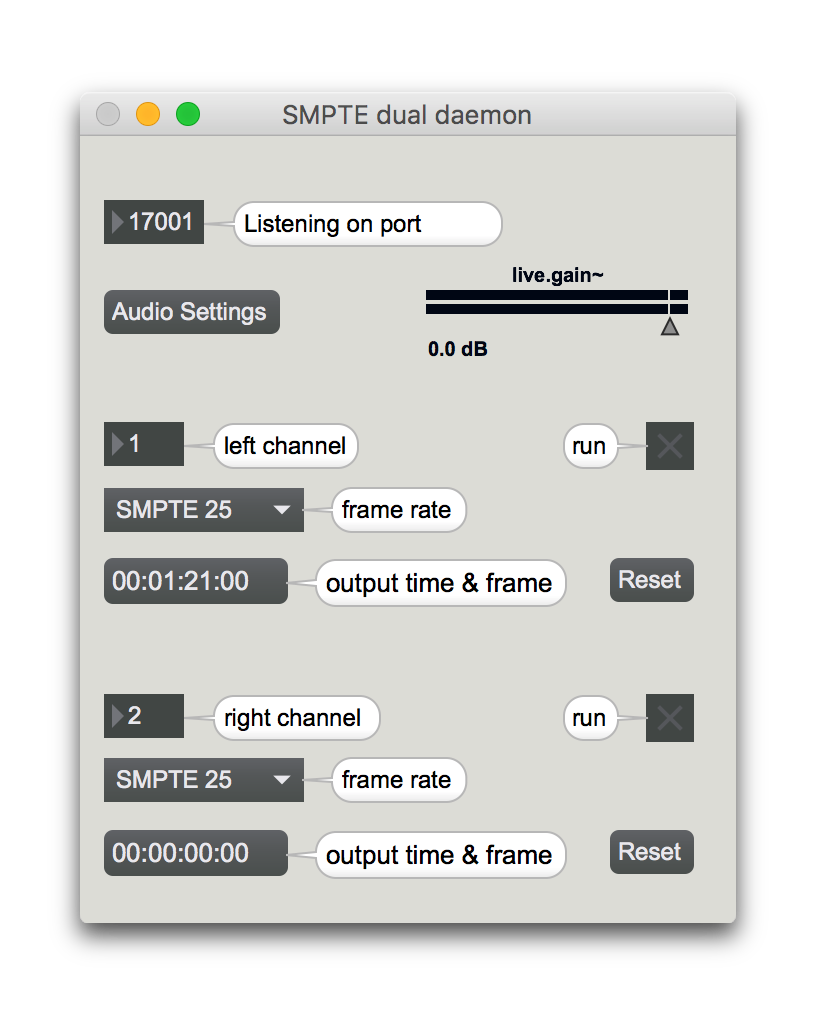 SMPTE dual daemon
17001 Listening on port
live.gain~
Audio Settings
0.0 dB
1 left channel run
SMPTE 25 frame rate
00:01:21:00 output time & frame Reset
2 right channel run
SMPTE 25 frame rate
00:00:00:00 output time & frame Reset